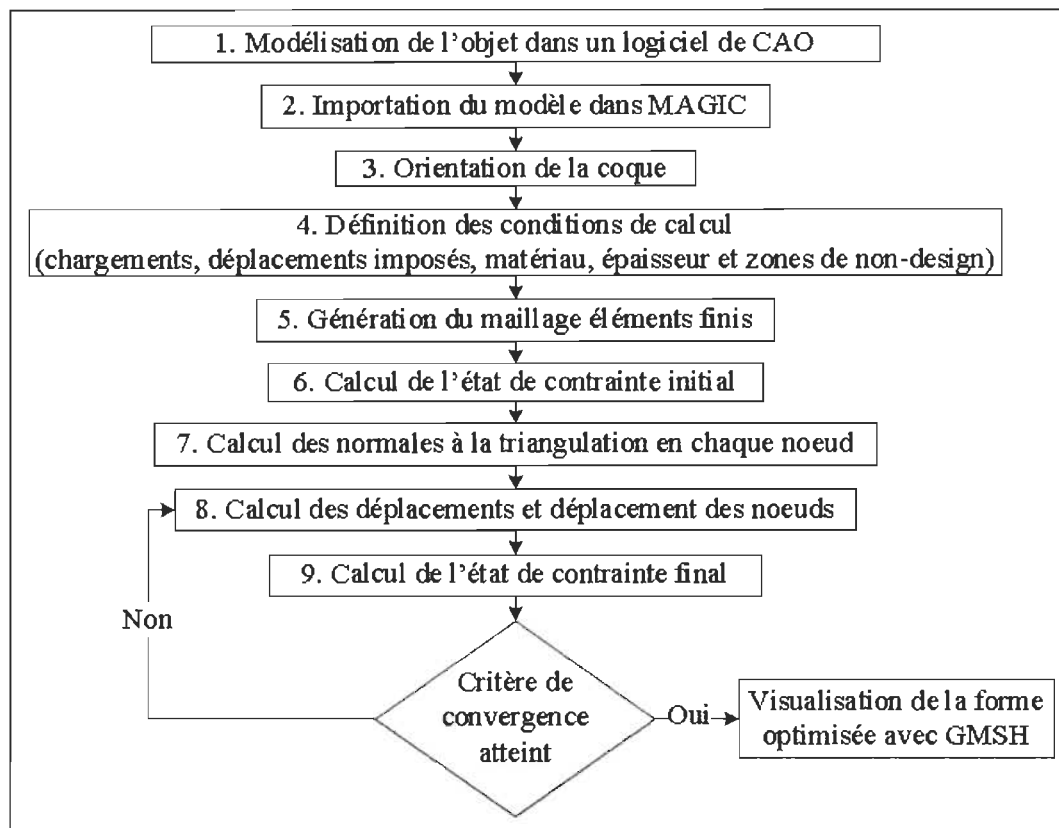 1. Modélisation de l'objet dans un logiciel de CAO
2. Importation du modèle dans MAGIC
3. Orientation de la coque
4. Définition des conditions de calcul
(chargements, déplacements imposés, matériau, épaisseur et zones de non-design)
5. Génération du maillage éléments finis
6. Calcul de l'état de contrainte initial
7. Calcul des normales à la triangulation en chaque noeud
8. Calcul des déplacements et déplacement des noeuds
9. Calcul de l'état de contrainte final
Non
Critère de
convergence
atteint
Oui
Visualisation de la forme
optimisée avec GMSH